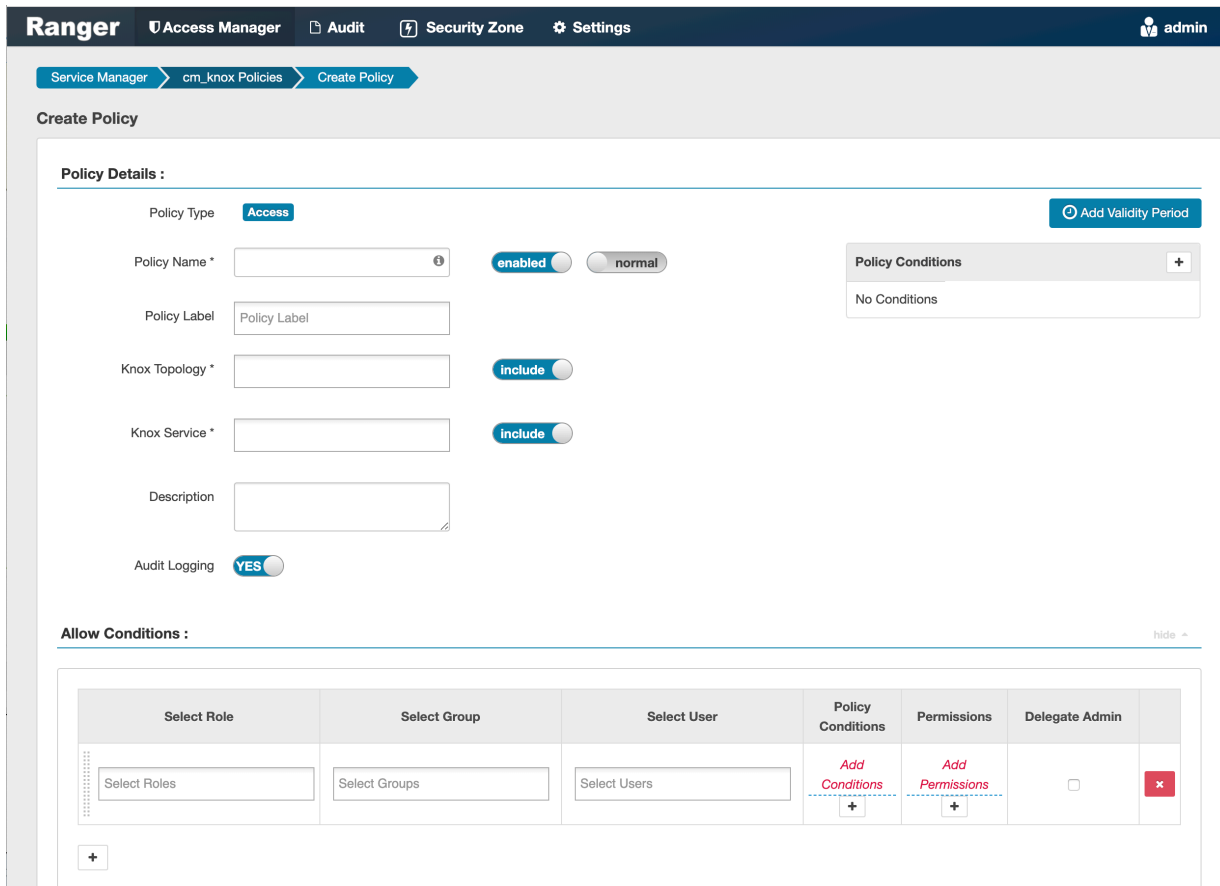 Ranger Access Manager Audit Security Zone Settings admin
Service Manager cm_knox Policies Create Policy
Create Policy
Policy Details :
Policy Type Access Add Validity Period
Policy Name * enabled normal Policy Conditions +
No Conditions
Policy Label Policy Label
Knox Topology * include
Knox Service * include
Description
Audit Logging YES
Allow Conditions : hide
Select Role Select Group Select User Policy Conditions Permissions Delegate Admin
Select Roles Select Groups Select Users Add Conditions + Add Permissions + ×
+